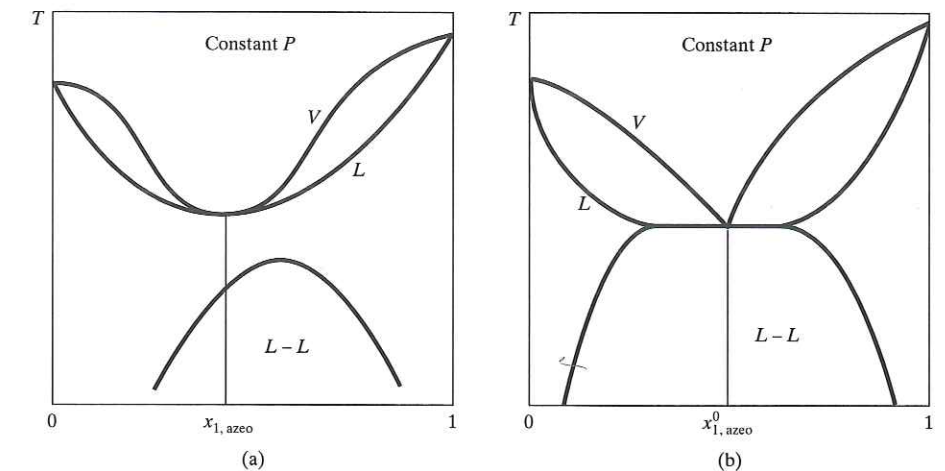 T
Constant P
V
L
L – L
0
x1, azeo
1
(a)
T
Constant P
V
L
L – L
0
x⁰1, azeo
1
(b)